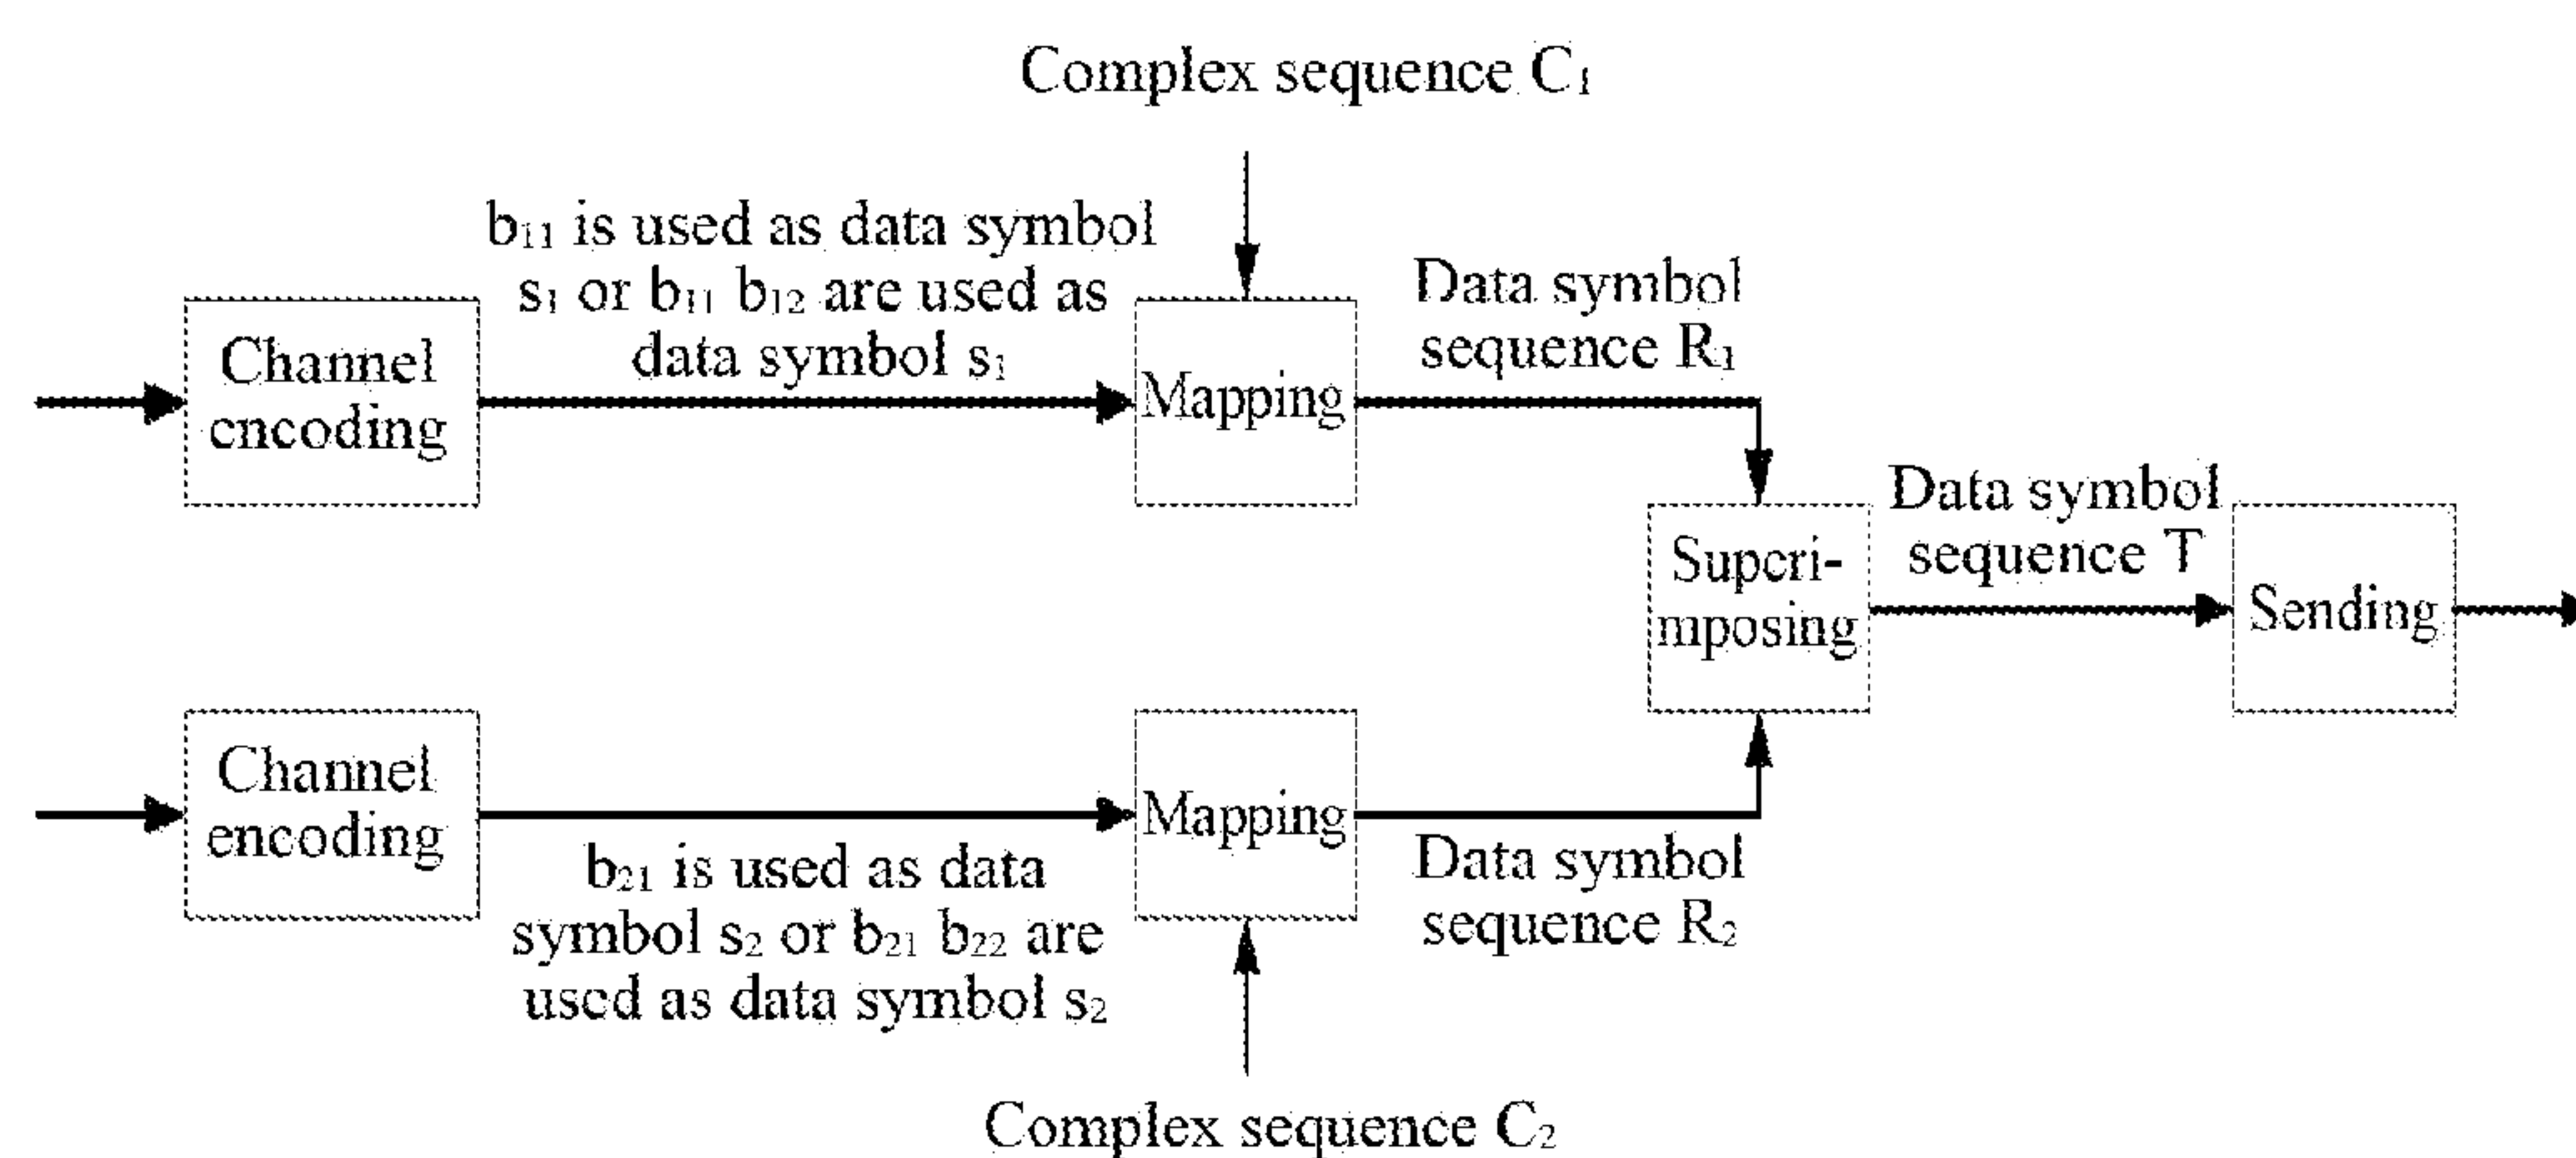 Complex sequence C₁
b₁₁ is used as data symbol
s₁ or b₁₁ b₁₂ are used as
data symbol s₁
Channel
encoding
Mapping
Data symbol
sequence R₁
Superi-
mposing
Data symbol
sequence T
Sending
Channel
encoding
b₂₁ is used as data
symbol s₂ or b₂₁ b₂₂ are
used as data symbol s₂
Mapping
Data symbol
sequence R₂
Complex sequence C₂